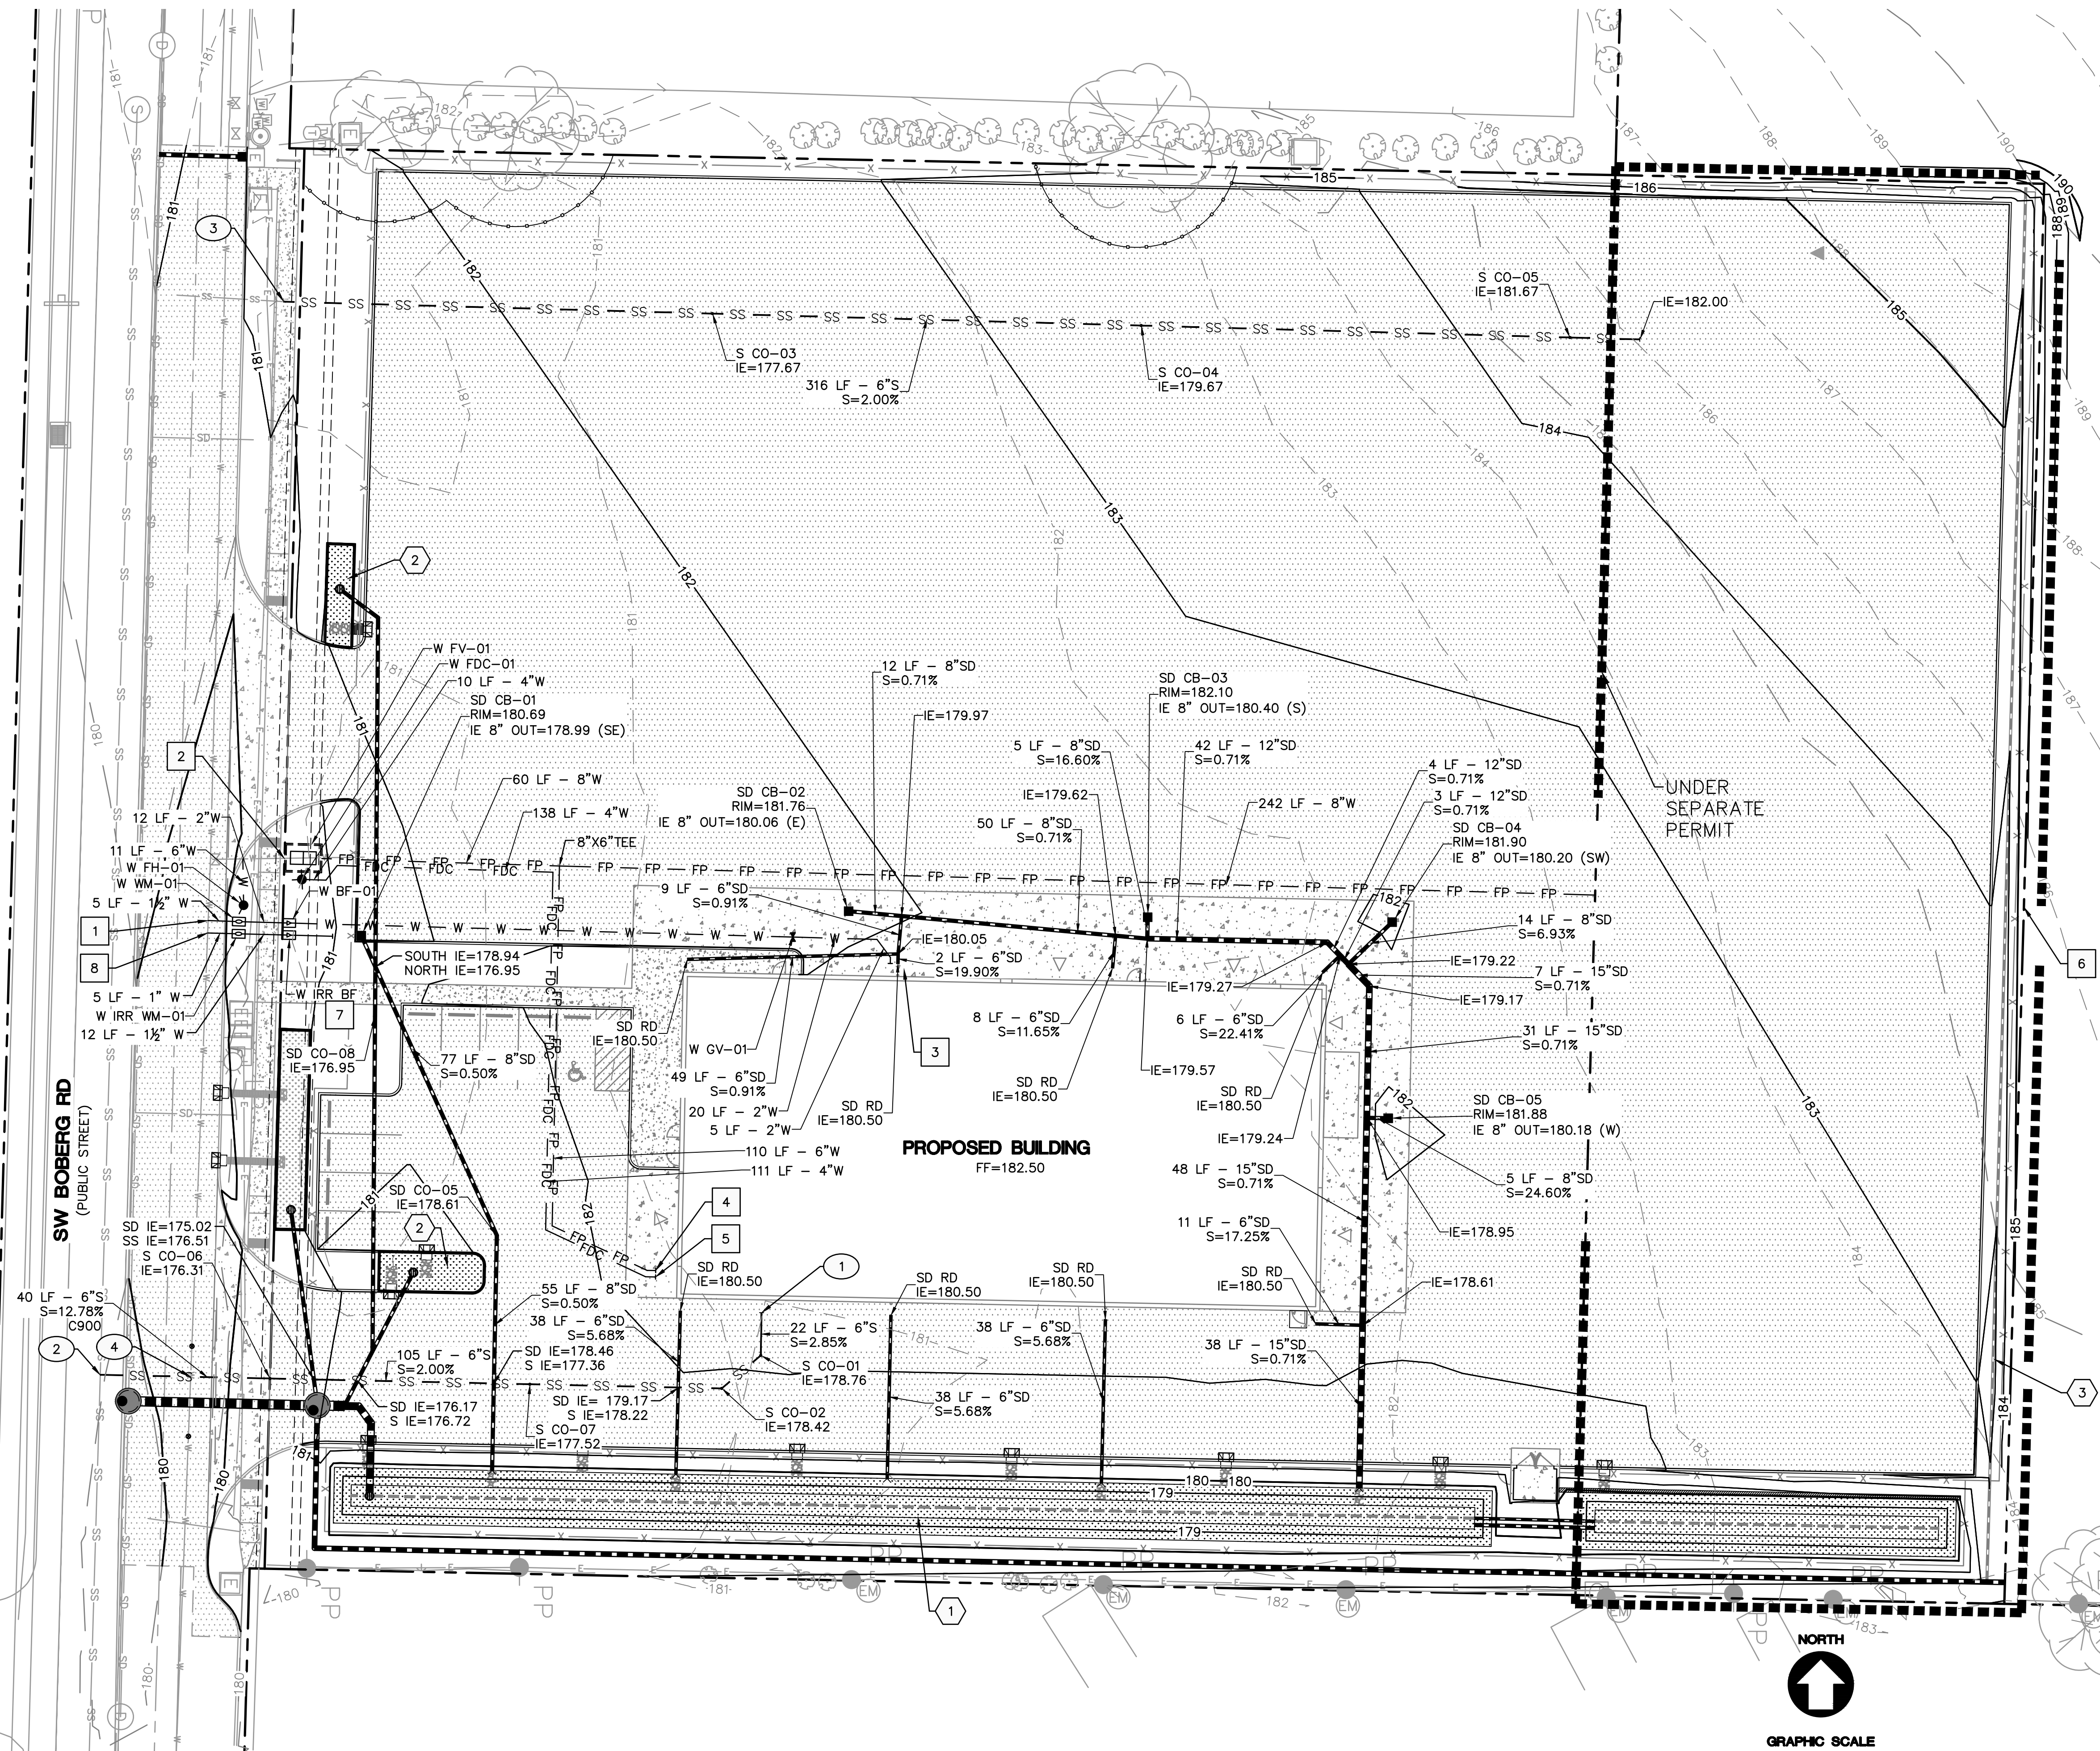 S CO-05
IE=181.67
IE=182.00
S CO-03
IE=177.67
316 LF – 6"S
S=2.00%
S CO-04
IE=179.67
3
2
W FV-01
W FDC-01
10 LF – 4"W
SD CB-01
RIM=180.69
IE 8" OUT=178.99 (SE)
60 LF – 8"W
138 LF – 4"W
8"X6"TEE
12 LF – 8"SD
S=0.71%
IE=179.97
SD CB-02
RIM=181.76
IE 8" OUT=180.06 (E)
SD CB-03
RIM=182.10
IE 8" OUT=180.40 (S)
5 LF – 8"SD
S=16.60%
42 LF – 12"SD
S=0.71%
IE=179.62
50 LF – 8"SD
S=0.71%
242 LF – 8"W
4 LF – 12"SD
S=0.71%
3 LF – 12"SD
S=0.71%
SD CB-04
RIM=181.90
IE 8" OUT=180.20 (SW)
UNDER
SEPARATE
PERMIT
2
12 LF – 2"W
11 LF – 6"W
W FH-01
W WM-01
5 LF – 1½" W
1
8
5 LF – 1" W
W IRR WM-01
12 LF – 1½" W
W BF-01
W IRR BF
7
9 LF – 6"SD
S=0.91%
SOUTH IE=178.94
NORTH IE=176.95
IE=180.05
2 LF – 6"SD
S=19.90%
14 LF – 8"SD
S=6.93%
IE=179.22
7 LF – 15"SD
S=0.71%
IE=179.27
IE=179.17
6
SD RD
IE=180.50
W GV-01
3
8 LF – 6"SD
S=11.65%
6 LF – 6"SD
S=22.41%
31 LF – 15"SD
S=0.71%
SD CO-08
IE=176.95
77 LF – 8"SD
S=0.50%
49 LF – 6"SD
S=0.91%
20 LF – 2"W
5 LF – 2"W
SD RD
IE=180.50
SD RD
IE=180.50
IE=179.57
SD RD
IE=180.50
IE=179.24
SD CB-05
RIM=181.88
IE 8" OUT=180.18 (W)
SW BOBERG RD
(PUBLIC STREET)
110 LF – 6"W
111 LF – 4"W
PROPOSED BUILDING
FF=182.50
48 LF – 15"SD
S=0.71%
5 LF – 8"SD
S=24.60%
IE=178.95
SD CO-05
IE=178.61
2
4
5
SD IE=175.02
SS IE=176.51
S CO-06
IE=176.31
11 LF – 6"SD
S=17.25%
40 LF – 6"S
S=12.78%
C900
2
4
SD RD
IE=180.50
1
SD RD
IE=180.50
SD RD
IE=180.50
SD RD
IE=180.50
IE=178.61
55 LF – 8"SD
S=0.50%
38 LF – 6"SD
S=5.68%
22 LF – 6"S
S=2.85%
38 LF – 6"SD
S=5.68%
38 LF – 15"SD
S=0.71%
105 LF – 6"S
S=2.00%
SD IE=178.46
S IE=177.36
S CO-01
IE=178.76
38 LF – 6"SD
S=5.68%
3
SD IE=176.17
S IE=176.72
SD IE= 179.17
S IE=178.22
S CO-02
IE=178.42
S CO-07
IE=177.52
180 180
179
179
1
NORTH
GRAPHIC SCALE